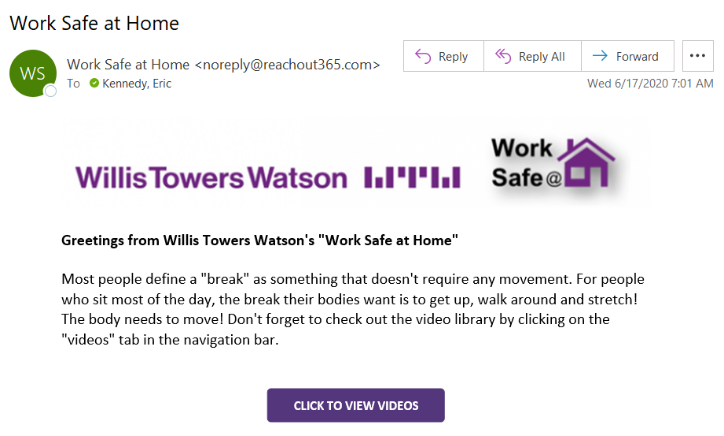 Work Safe at Home
WS
Work Safe at Home <noreply@reachout365.com>
To Kennedy, Eric
Reply
Reply All
Forward
...
Wed 6/17/2020 7:01 AM
Willis Towers Watson
Work
Safe@
Greetings from Willis Towers Watson's "Work Safe at Home"
Most people define a "break" as something that doesn't require any movement. For people
who sit most of the day, the break their bodies want is to get up, walk around and stretch!
The body needs to move! Don't forget to check out the video library by clicking on the
"videos" tab in the navigation bar.
CLICK TO VIEW VIDEOS